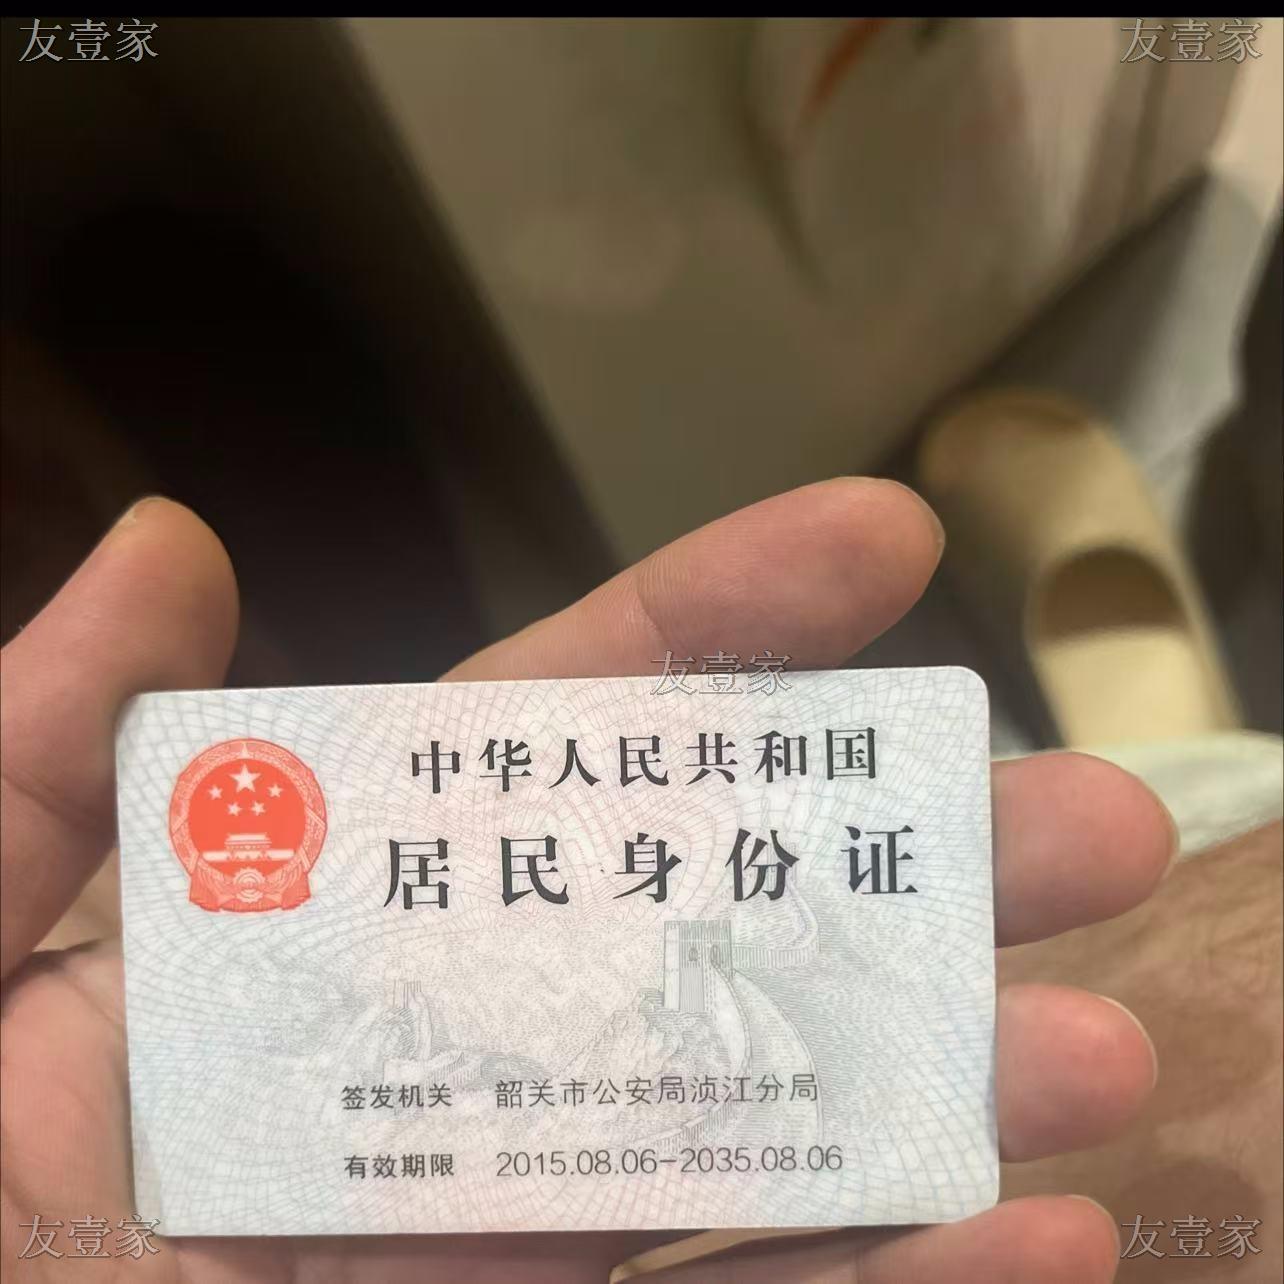 友壹家
友壹家
友壹家
中华人民共和国
居民身份证
签发机关 韶关市公安局浈江分局
有效期限 2015.08.06-2035.08.06
友壹家
友壹家